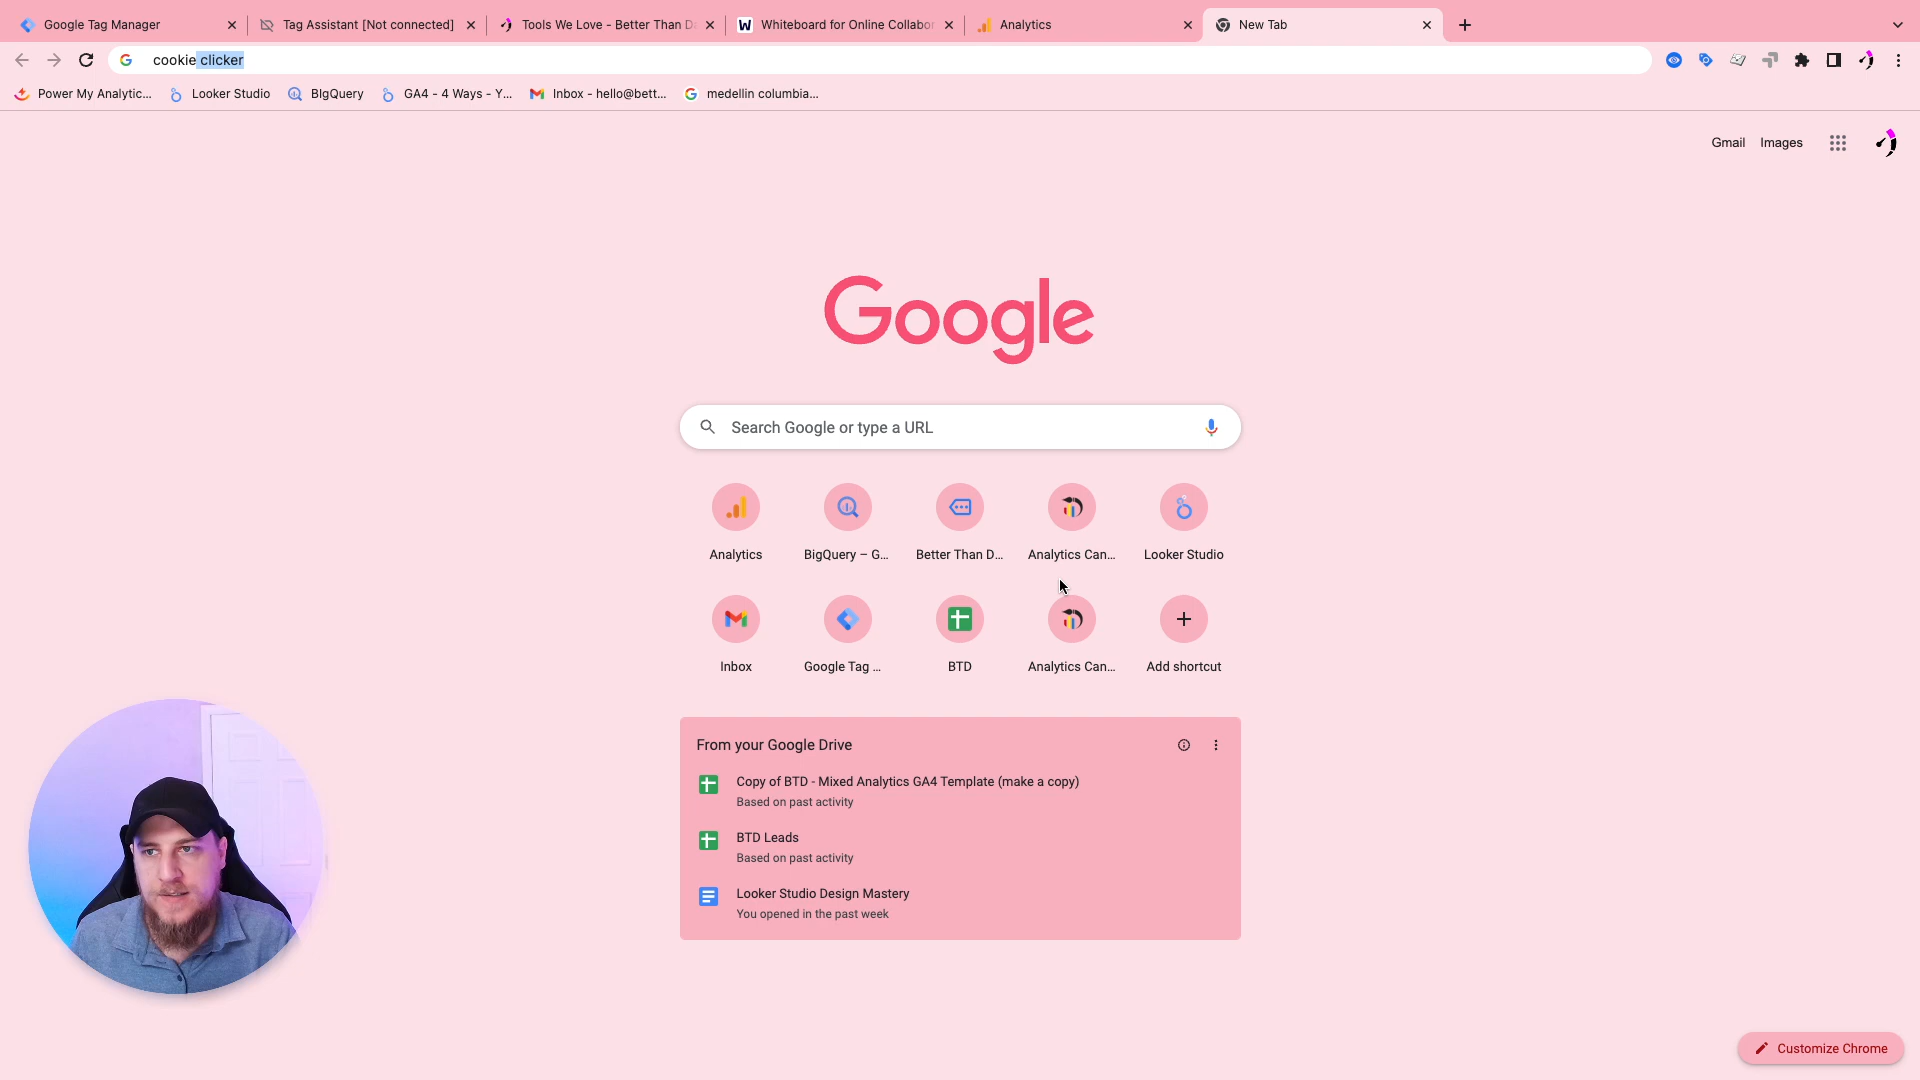 Google Tag Manager
Tag Assistant [Not connected]
Tools We Love - Better Than D
Whiteboard for Online Collabor
Analytics
New Tab
cookie clicker
Power My Analytic...
Looker Studio
BIgQuery
GA4 - 4 Ways - Y...
Inbox - hello@bett...
medellin columbia...
Gmail
Images
Google
Search Google or type a URL
Analytics
BigQuery – G...
Better Than D...
Analytics Can...
Looker Studio
Inbox
Google Tag ...
BTD
Analytics Can...
Add shortcut
From your Google Drive
Copy of BTD - Mixed Analytics GA4 Template (make a copy)
Based on past activity
BTD Leads
Based on past activity
Looker Studio Design Mastery
You opened in the past week
Customize Chrome